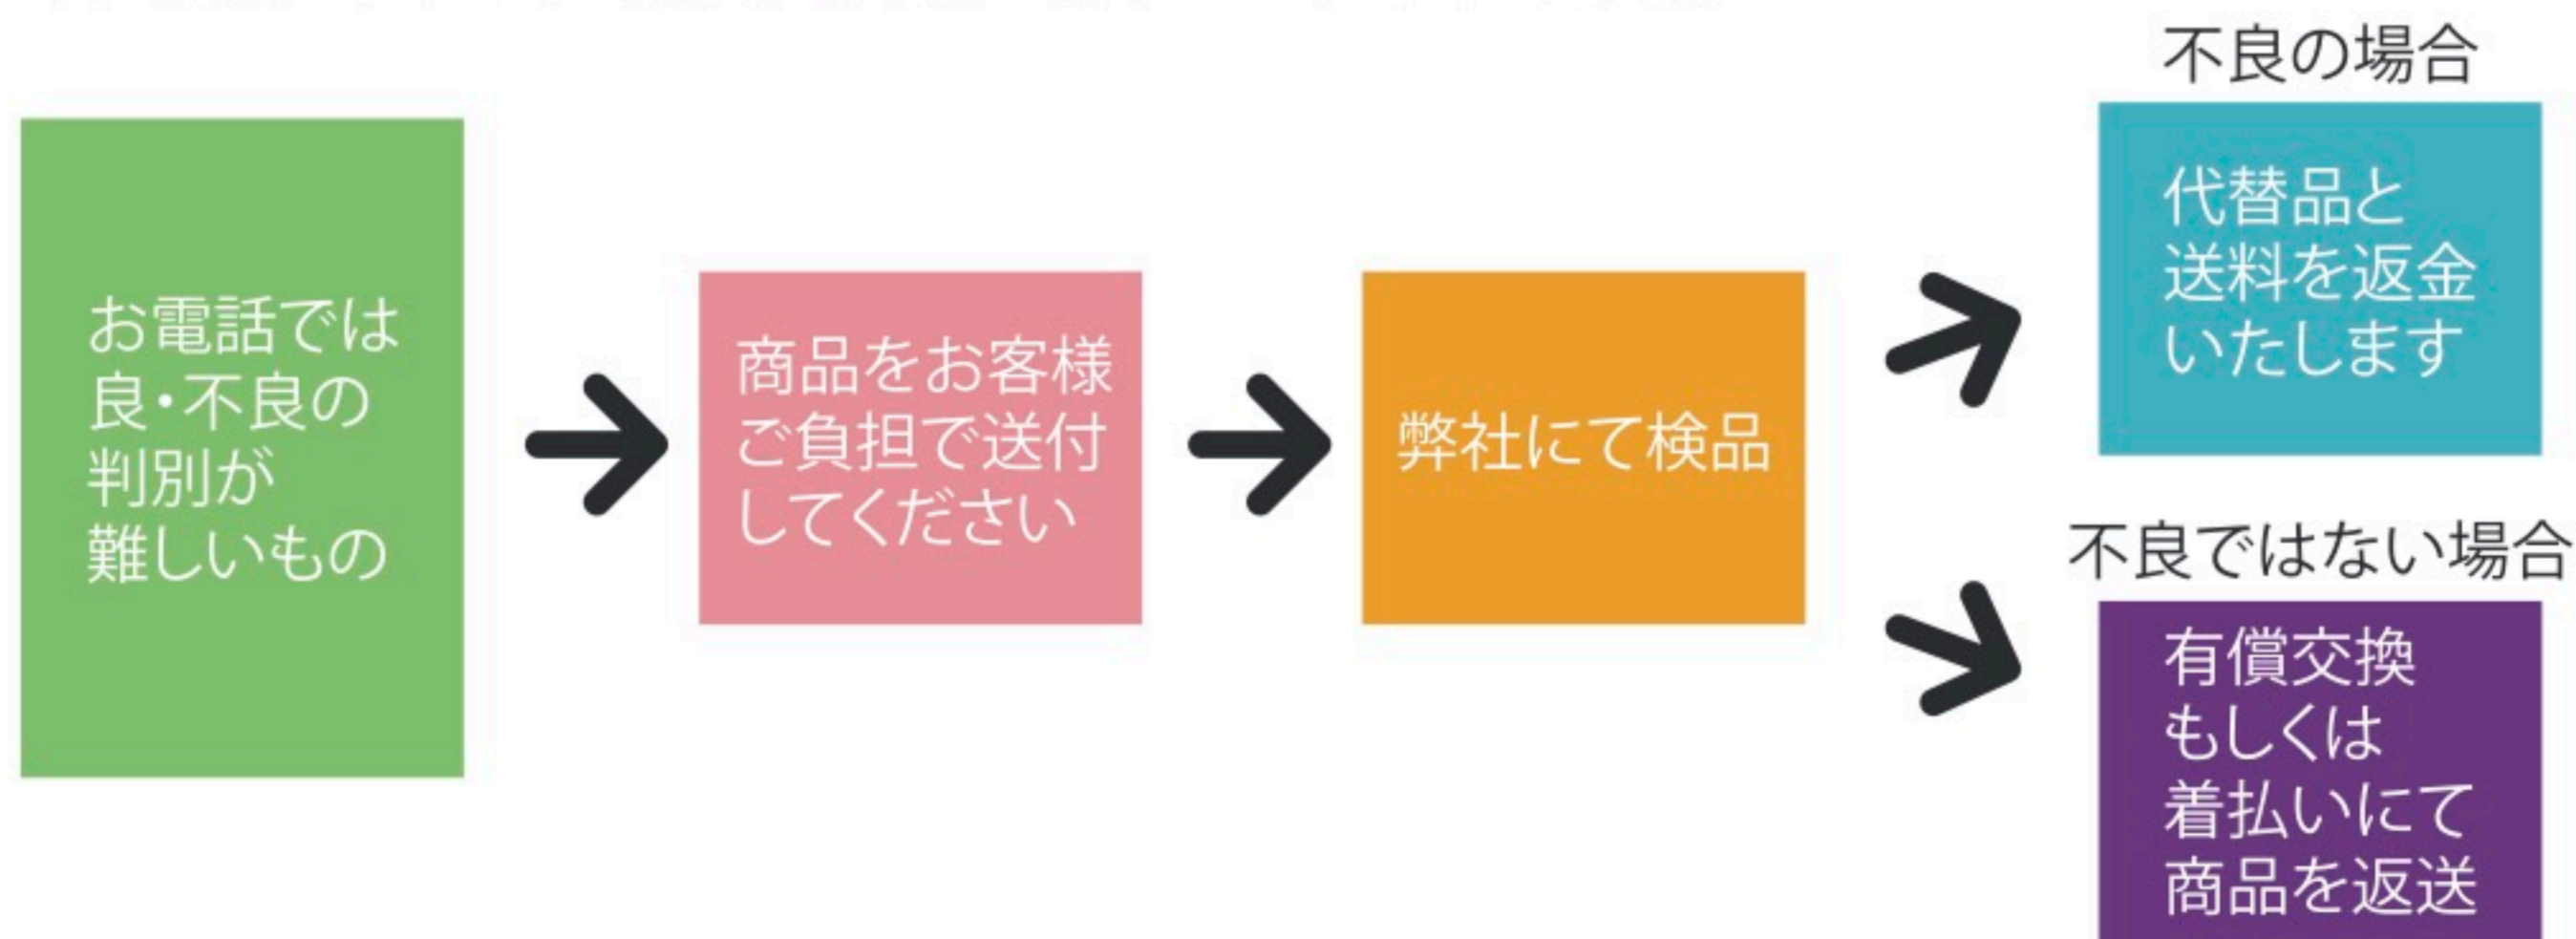 お電話では
良・不良の
判別が
難しいもの
商品をお客様
ご負担で送付
してください
弊社にて検品
不良の場合
代替品と
送料を返金
いたします
不良ではない場合
有償交換
もしくは
着払いにて
商品を返送